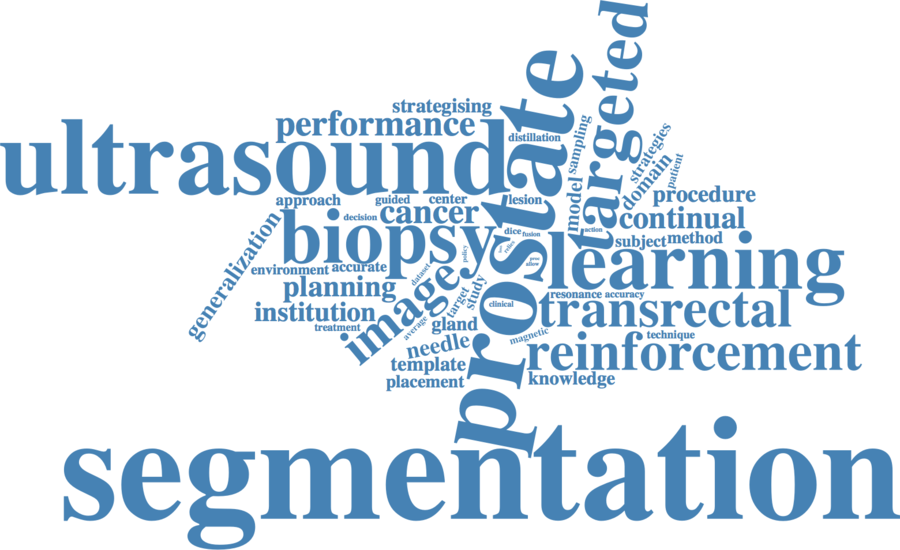 targeted
prostate
strategising
performance
distillation
sampling
strategies
ultrasound
model
domain
patient
approach
guided
center
lesion
procedure
decision
cancer
continual
biopsy
dice
fusion
action
subject
method
generalization
policy
learning
environment
accurate
dataset
image
planning
target
study
resonance
accuracy
institution
clinical
transrectal
treatment
average
gland
magnetic
technique
needle
reinforcement
template
placement
knowledge
segmentation